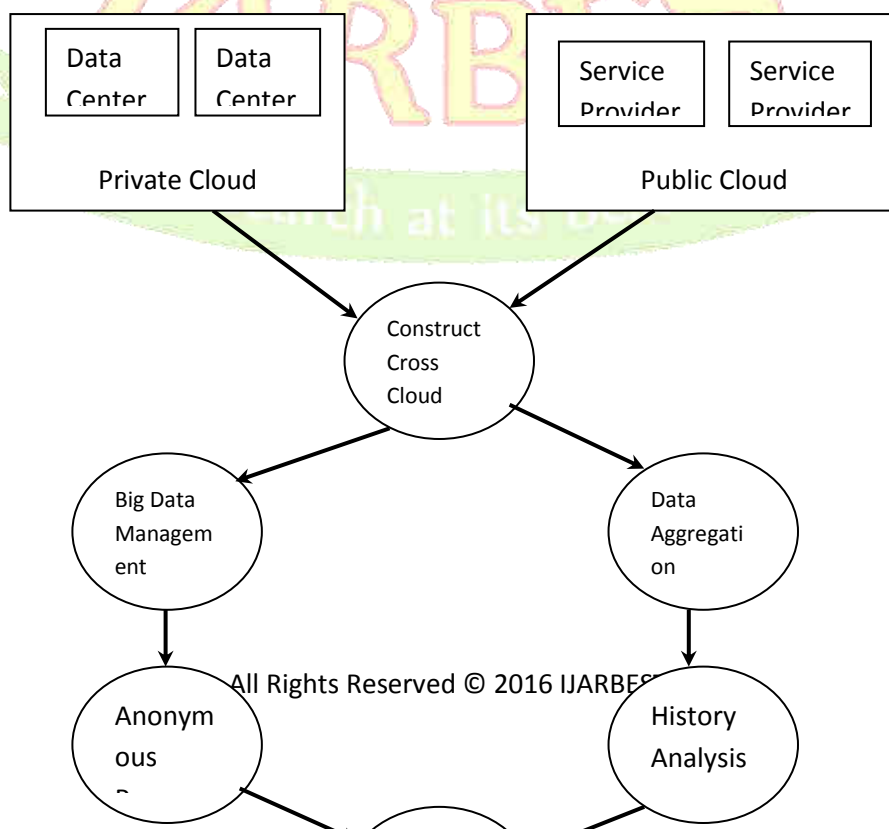 Data
Center
Data
Center
Private Cloud
Service
Provider
Service
Provider
Public Cloud
Construct
Cross
Cloud
Big Data
Managem
ent
Data
Aggregati
on
All Rights Reserved © 2016 IJARBEST
Anonym
ous
History
Analysis